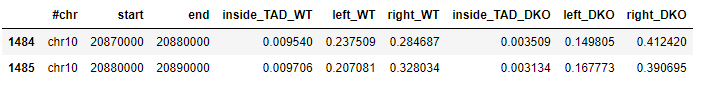 #chr start end inside_TAD_WT left_WT right_WT inside_TAD_DKO left_DKO right_DKO
1484 chr10 20870000 20880000 0.009540 0.237509 0.284687 0.003509 0.149805 0.412420
1485 chr10 20880000 20890000 0.009706 0.207081 0.328034 0.003134 0.167773 0.390695